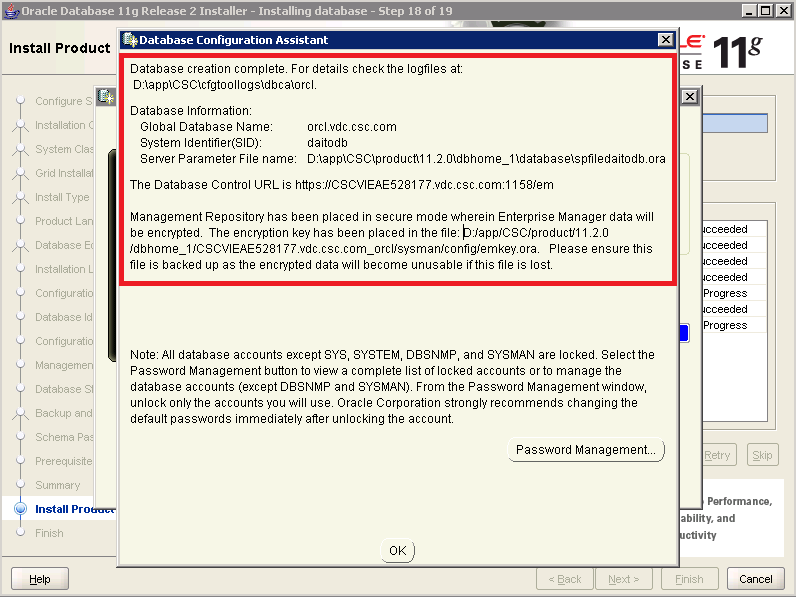 Oracle Database 11g Release 2 Installer - Installing database - Step 18 of 19
Install Product
11g
Database Configuration Assistant
Database creation complete. For details check the logfiles at:
D:\app\CSC\cfgtoollogs\dbca\orcl.
Database Information:
Global Database Name: orcl.vdc.csc.com
System Identifier(SID): daitodb
Server Parameter File name: D:\app\CSC\product\11.2.0\dbhome_1\database\spfiledaitodb.ora
The Database Control URL is https://CSCVIEAE528177.vdc.csc.com:1158/em
Management Repository has been placed in secure mode wherein Enterprise Manager data will
be encrypted. The encryption key has been placed in the file: D:/app/CSC/product/11.2.0
/dbhome_1/CSCVIEAE528177.vdc.csc.com_orcl/sysman/config/emkey.ora. Please ensure this
file is backed up as the encrypted data will become unusable if this file is lost.
Note: All database accounts except SYS, SYSTEM, DBSNMP, and SYSMAN are locked. Select the
Password Management button to view a complete list of locked accounts or to manage the
database accounts (except DBSNMP and SYSMAN). From the Password Management window,
unlock only the accounts you will use. Oracle Corporation strongly recommends changing the
default passwords immediately after unlocking the account.
Password Management...
OK
Configure S
Installation O
System Clas
Grid Installat
Install Type
Product Lan
Database Ed
Installation L
Configuratio
Database Id
Configuratio
Managemen
Database St
Backup and
Schema Pas
Prerequisite
Summary
Install Product
Finish
ucceeded
ucceeded
ucceeded
ucceeded
Progress
ucceeded
Progress
Retry
Skip
Performance,
ability, and
uctivity
Help
< Back
Next >
Finish
Cancel